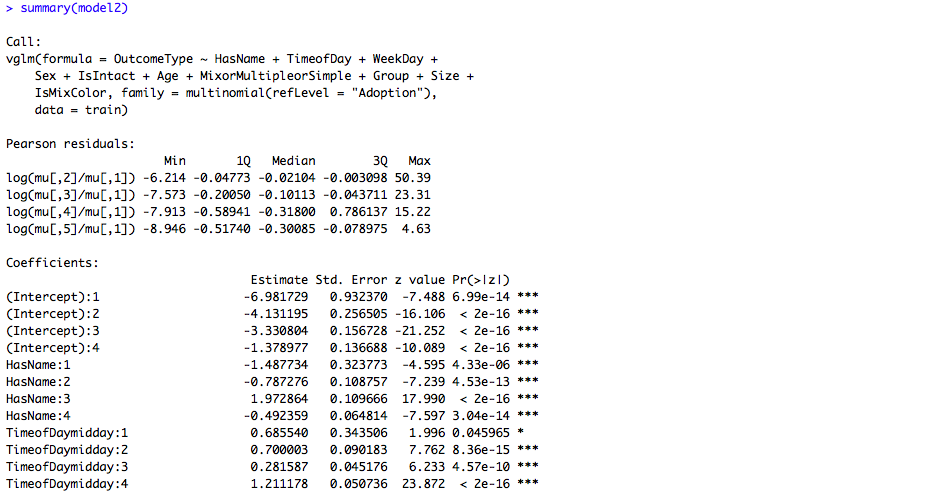 > summary(model2)
Call:
vglm(formula = OutcomeType ~ HasName + TimeofDay + WeekDay +
    Sex + IsIntact + Age + MixorMultipleorSimple + Group + Size +
    IsMixColor, family = multinomial(refLevel = "Adoption"),
    data = train)
Pearson residuals:
                     Min       1Q   Median        3Q   Max
log(mu[,2]/mu[,1]) -6.214 -0.04773 -0.02104 -0.003098 50.39
log(mu[,3]/mu[,1]) -7.573 -0.20050 -0.10113 -0.043711 23.31
log(mu[,4]/mu[,1]) -7.913 -0.58941 -0.31800  0.786137 15.22
log(mu[,5]/mu[,1]) -8.946 -0.51740 -0.30085 -0.078975  4.63
Coefficients:
                                Estimate Std. Error z value Pr(>|z|)
(Intercept):1                  -6.981729   0.932370  -7.488 6.99e-14 ***
(Intercept):2                  -4.131195   0.256505 -16.106  < 2e-16 ***
(Intercept):3                  -3.330804   0.156728 -21.252  < 2e-16 ***
(Intercept):4                  -1.378977   0.136688 -10.089  < 2e-16 ***
HasName:1                      -1.487734   0.323773  -4.595 4.33e-06 ***
HasName:2                      -0.787276   0.108757  -7.239 4.53e-13 ***
HasName:3                       1.972864   0.109666  17.990  < 2e-16 ***
HasName:4                      -0.492359   0.064814  -7.597 3.04e-14 ***
TimeofDaymidday:1               0.685540   0.343506   1.996 0.045965 *
TimeofDaymidday:2               0.700003   0.090183   7.762 8.36e-15 ***
TimeofDaymidday:3               0.281587   0.045176   6.233 4.57e-10 ***
TimeofDaymidday:4               1.211178   0.050736  23.872  < 2e-16 ***